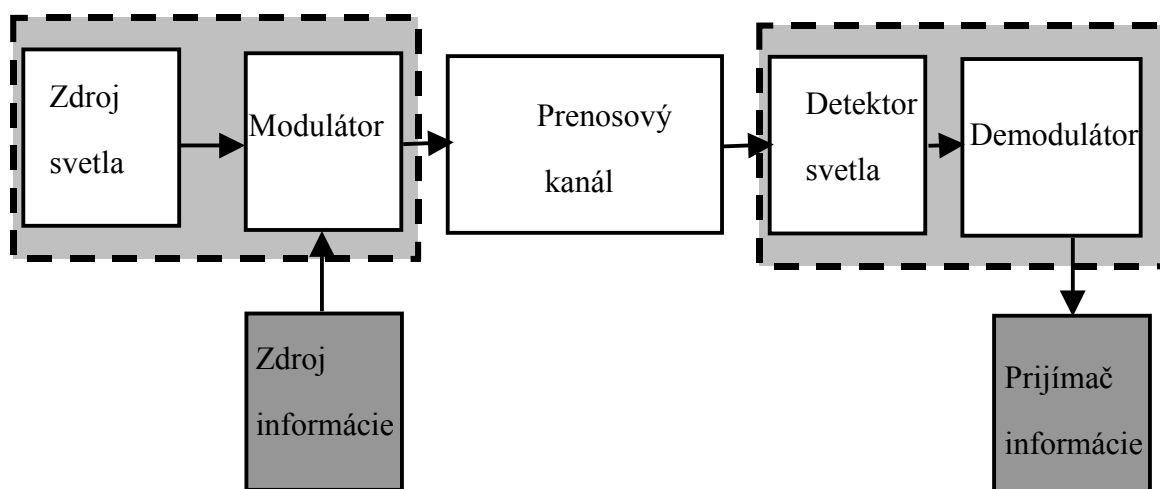 Zdroj
svetla
Modulátor
Prenosový
kanál
Detektor
svetla
Demodulátor
Zdroj
informácie
Prijímač
informácie